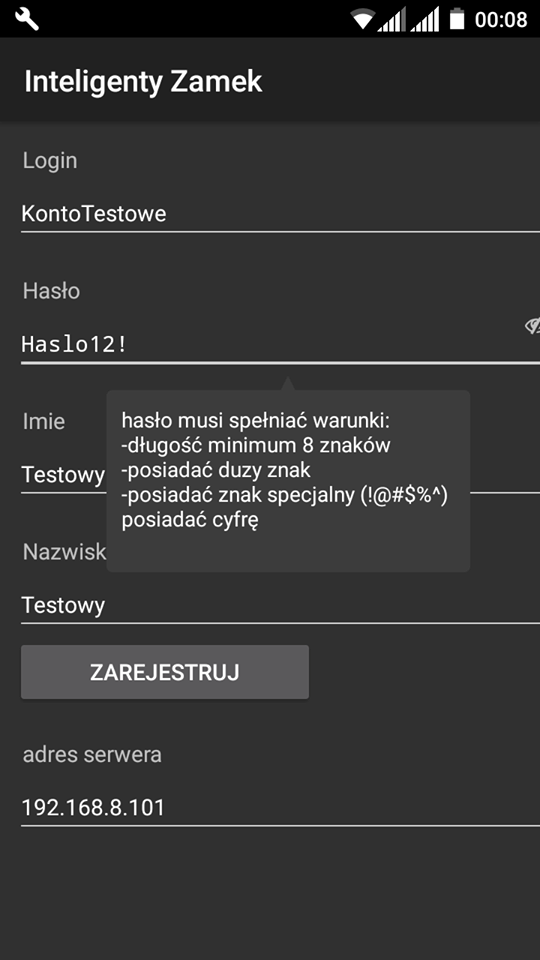 00:08
Inteligenty Zamek
Login
KontoTestowe
Hasło
Haslo12!
hasło musi spełniać warunki:
-długość minimum 8 znaków
-posiadać duzy znak
-posiadać znak specjalny (!@#$%^)
posiadać cyfrę
Imie
Testowy
Nazwisk
Testowy
ZAREJESTRUJ
adres serwera
192.168.8.101